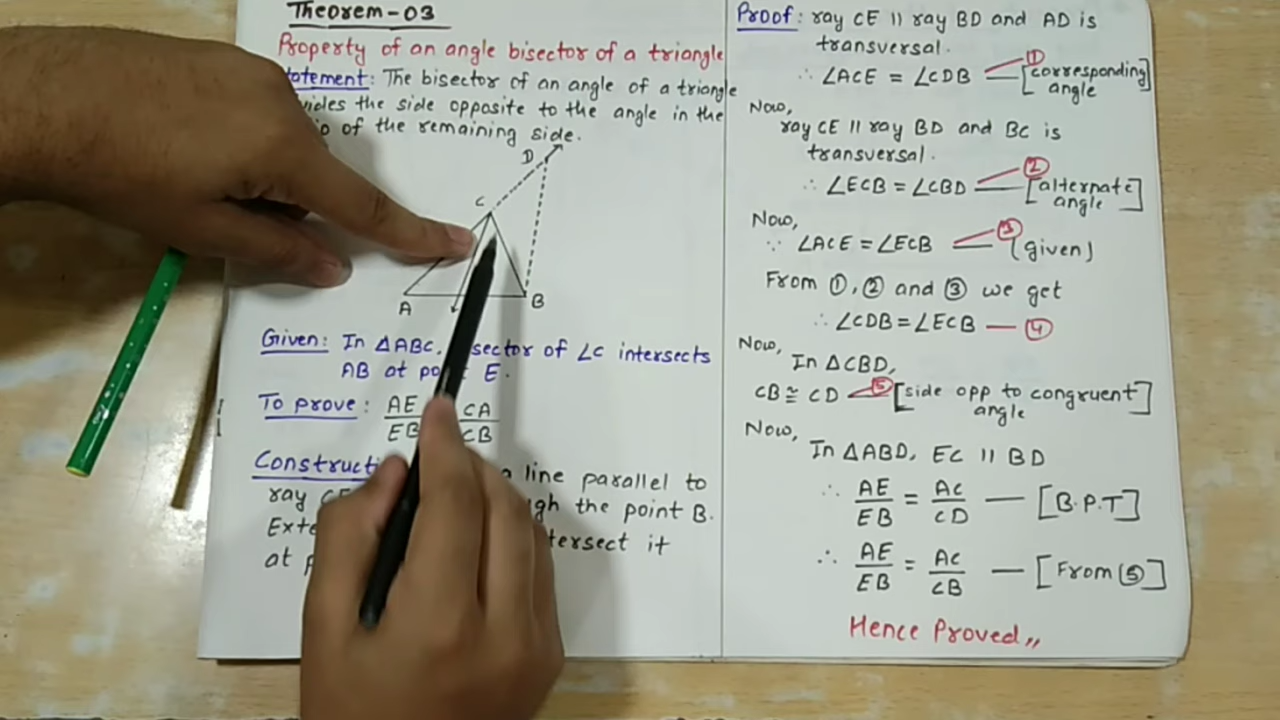 Theorem-03
Property of an angle bisector of a triangle
Statement: The bisector of an angle of a triangle
the side opposite to the angle in the
of the remaining side.
D
C
A
B
Given: In ΔABC, of ∠C intersects
AB at E.
To prove: AE/EB CA/CB
line parallel to
ray CE the point B.
it
at
Proof: ray CE || ray BD and AD is
transversal.
∴ ∠ACE = ∠CDB — ① [corresponding angle]
Now,
ray CE || ray BD and BC is
transversal.
∴ ∠ECB = ∠CBD — ② [alternate angle]
Now,
∵ ∠ACE = ∠ECB — ③ (given)
From ①, ② and ③ we get
∴ ∠CDB = ∠ECB — ④
Now,
In ΔCBD,
CB ≅ CD — ⑤ [side opp to congruent angle]
Now,
In ΔABD, EC || BD
∴ AE/EB = AC/CD — [B.P.T]
∴ AE/EB = AC/CB — [From ⑤]
Hence Proved,,